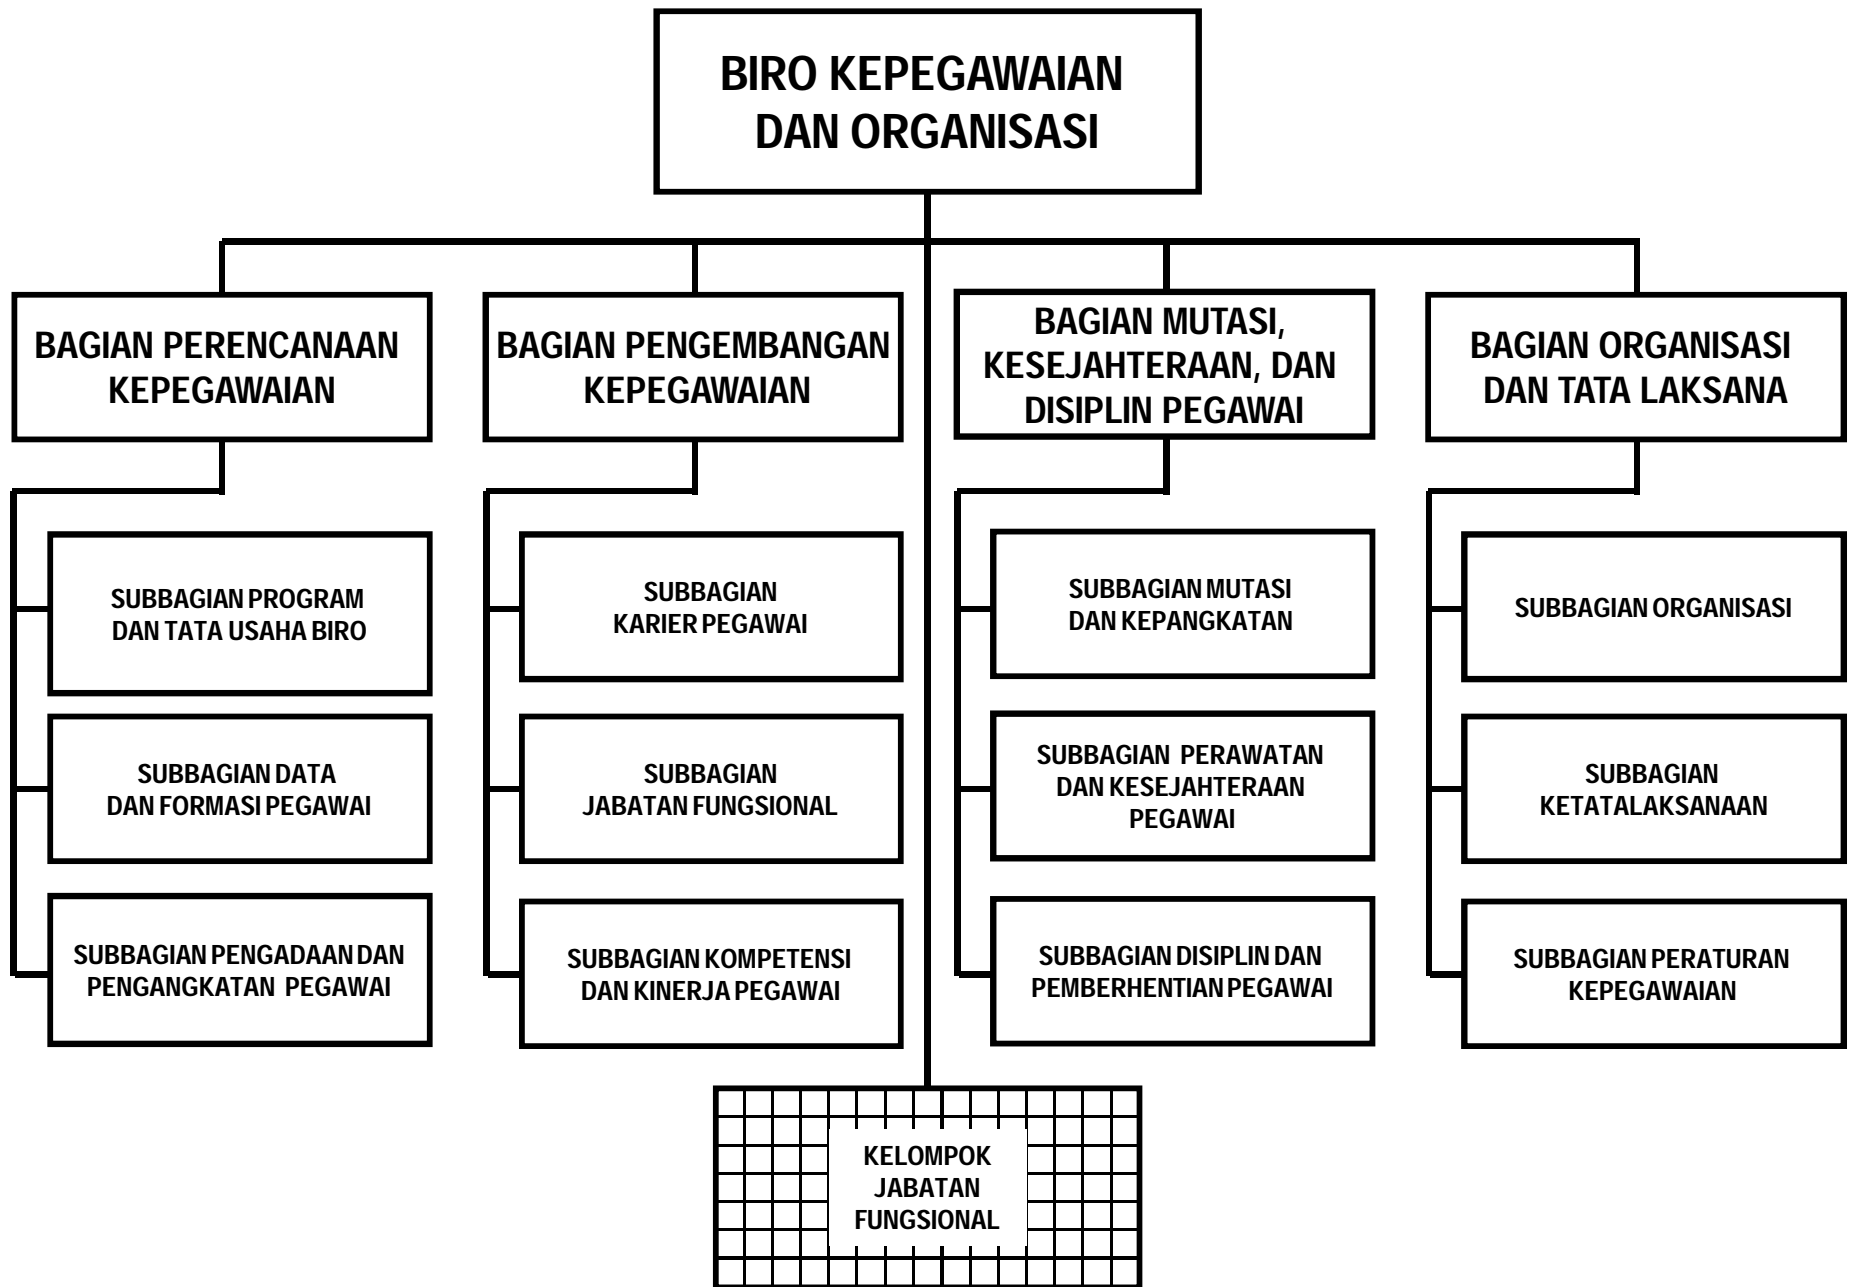 BIRO KEPEGAWAIAN
DAN ORGANISASI
BAGIAN PERENCANAAN
KEPEGAWAIAN
BAGIAN PENGEMBANGAN
KEPEGAWAIAN
BAGIAN MUTASI,
KESEJAHTERAAN, DAN
DISIPLIN PEGAWAI
BAGIAN ORGANISASI
DAN TATA LAKSANA
SUBBAGIAN PROGRAM
DAN TATA USAHA BIRO
SUBBAGIAN
KARIER PEGAWAI
SUBBAGIAN MUTASI
DAN KEPANGKATAN
SUBBAGIAN ORGANISASI
SUBBAGIAN DATA
DAN FORMASI PEGAWAI
SUBBAGIAN
JABATAN FUNGSIONAL
SUBBAGIAN PERAWATAN
DAN KESEJAHTERAAN
PEGAWAI
SUBBAGIAN
KETATALAKSANAAN
SUBBAGIAN PENGADAAN DAN
PENGANGKATAN PEGAWAI
SUBBAGIAN KOMPETENSI
DAN KINERJA PEGAWAI
SUBBAGIAN DISIPLIN DAN
PEMBERHENTIAN PEGAWAI
SUBBAGIAN PERATURAN
KEPEGAWAIAN
KELOMPOK
JABATAN
FUNGSIONAL